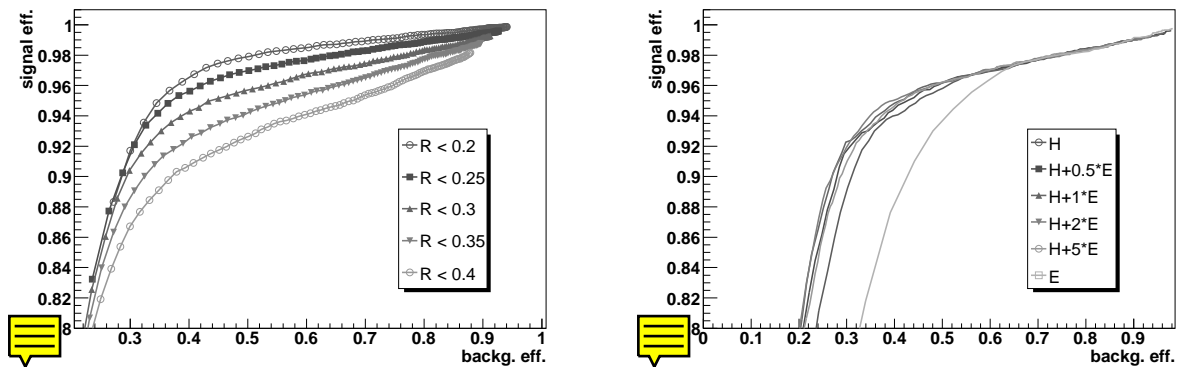 signal eff.
1
0.98
0.96
0.94
0.92
0.9
0.88
0.86
0.84
0.82
8
0.3
0.4
0.5
0.6
0.7
0.8
0.9
1
backg. eff.
R < 0.2
R < 0.25
R < 0.3
R < 0.35
R < 0.4
signal eff.
1
0.98
0.96
0.94
0.92
0.9
0.88
0.86
0.84
0.82
8
0
0.1
0.2
0.3
0.4
0.5
0.6
0.7
0.8
0.9
backg. eff.
H
H+0.5*E
H+1*E
H+2*E
H+5*E
E